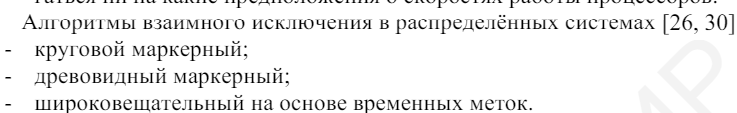 таться ни на какие предположения о скоростях работы процессоров.
Алгоритмы взаимного исключения в распределённых системах [26, 30]
- круговой маркерный;
- древовидный маркерный;
- широковещательный на основе временных меток.